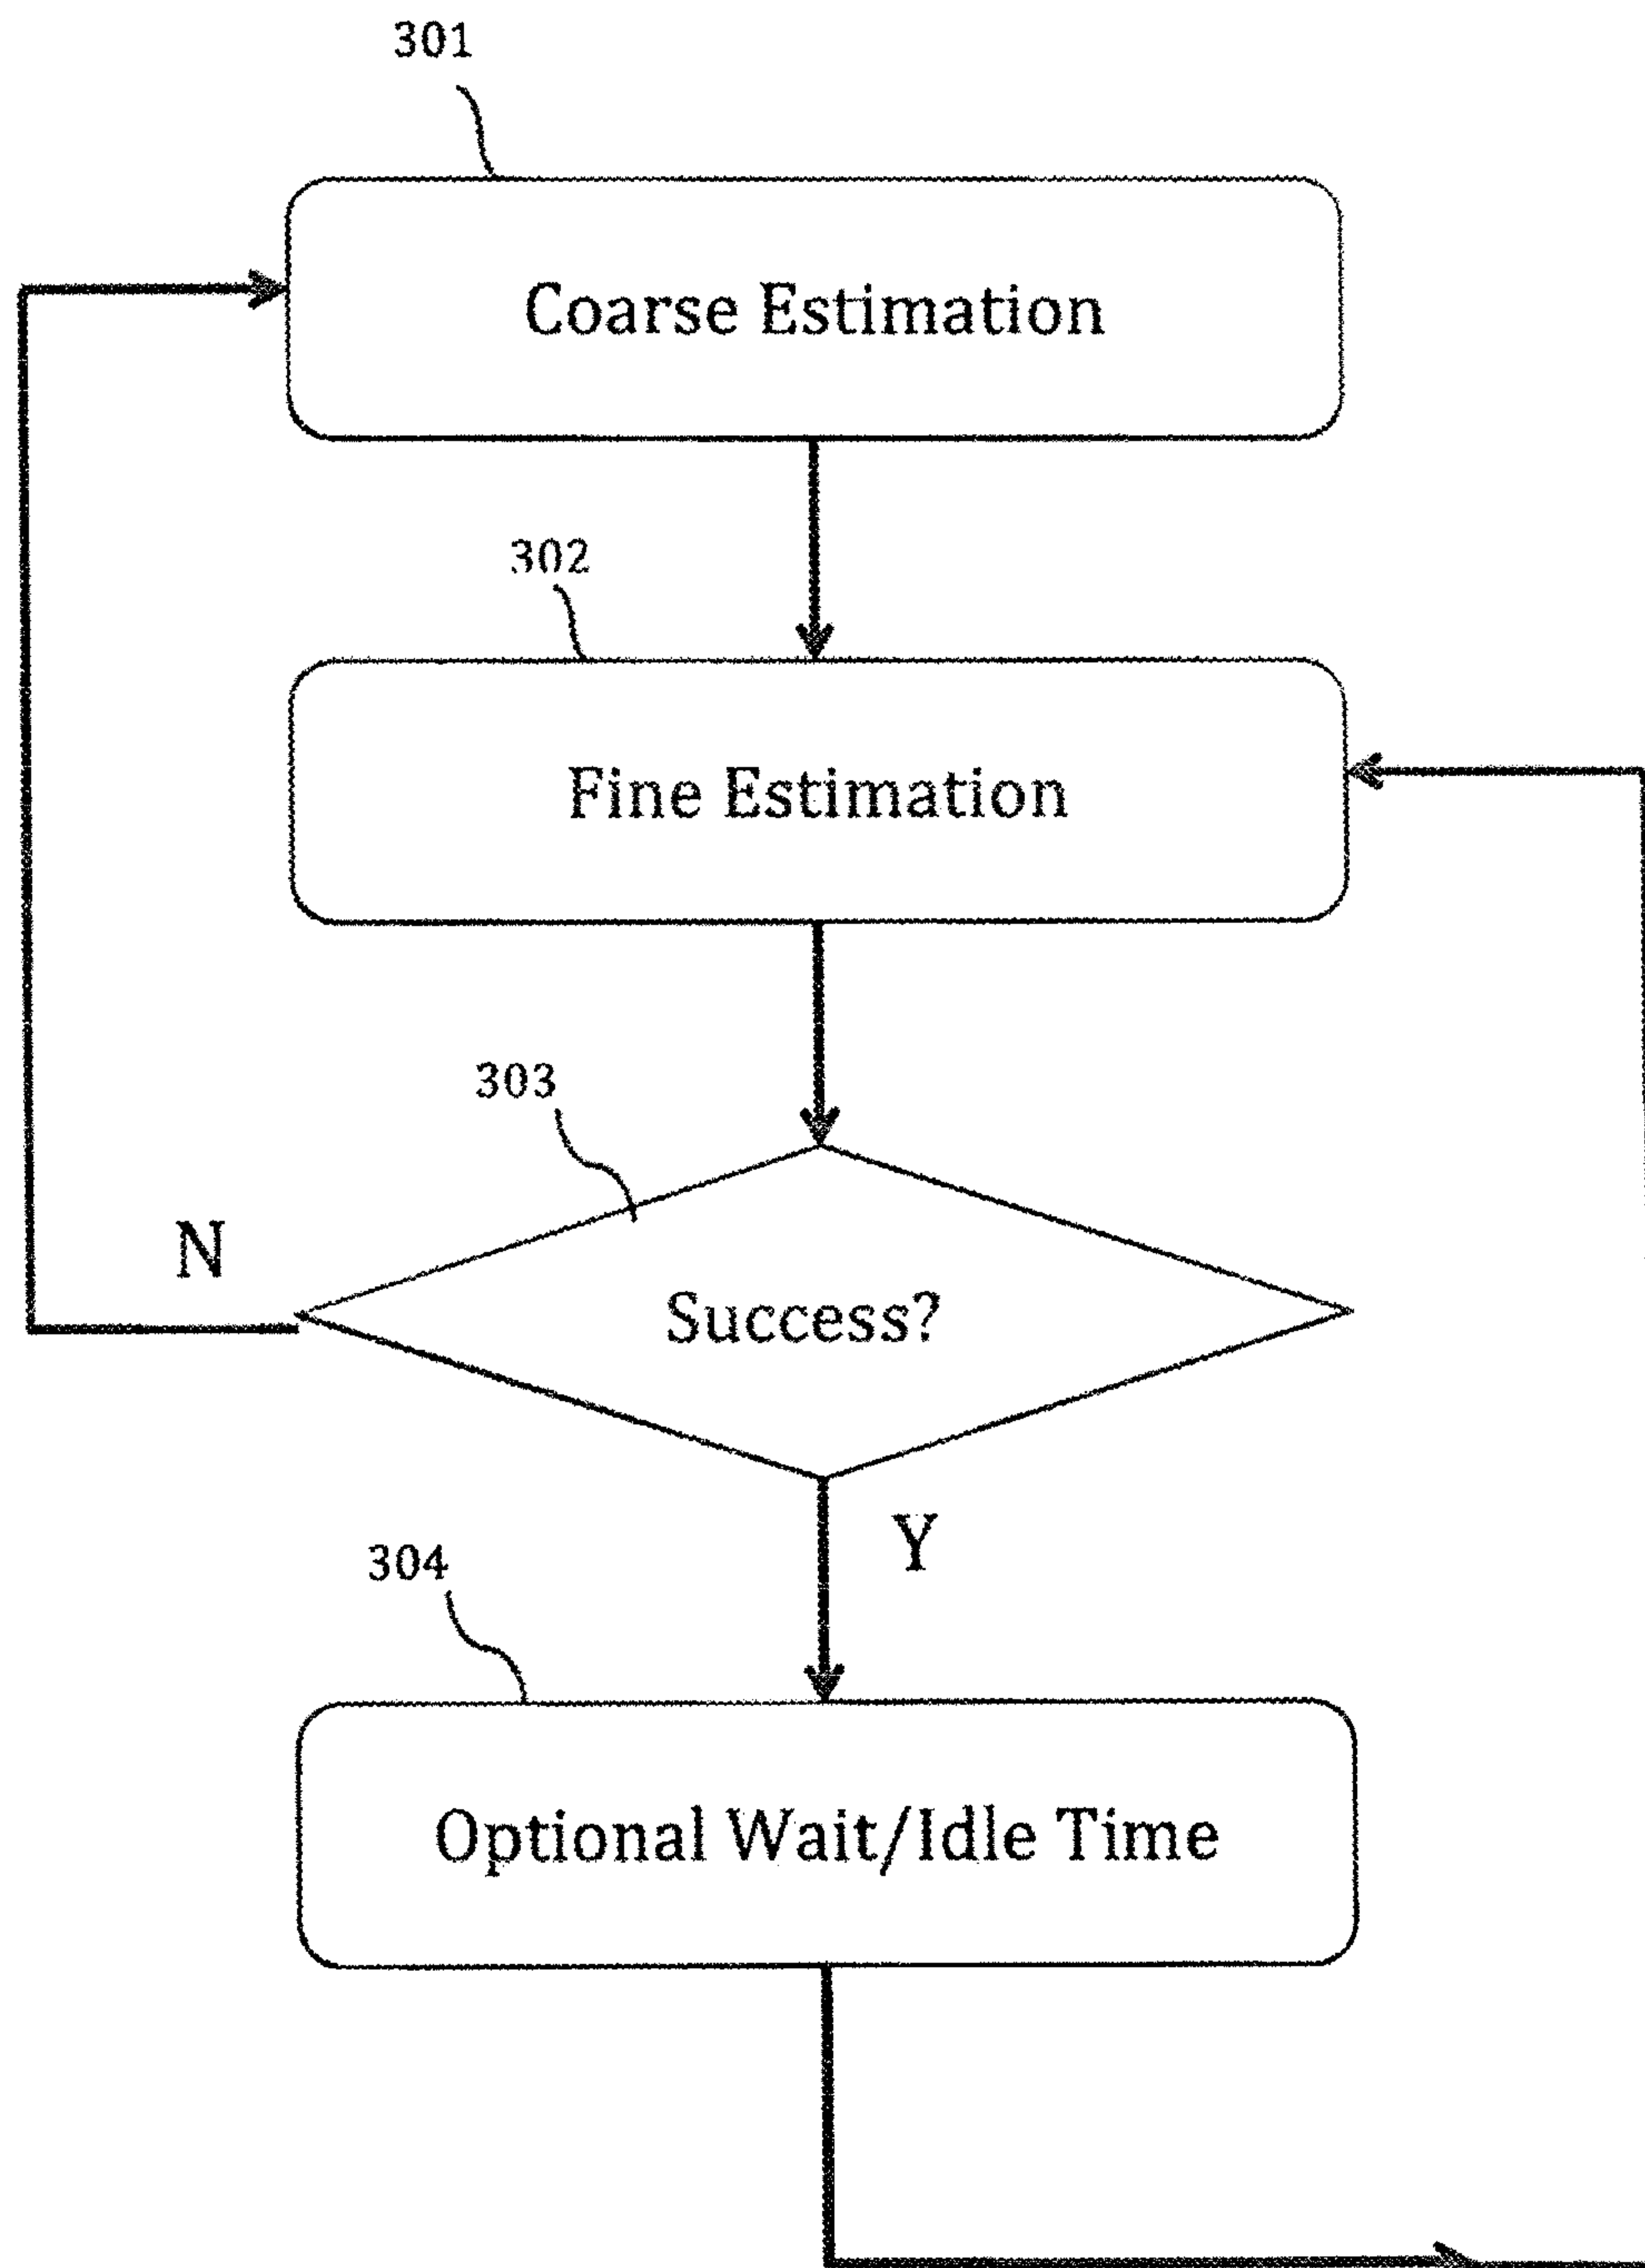 301
Coarse Estimation
302
Fine Estimation
303
N
Success?
Y
304
Optional Wait/Idle Time